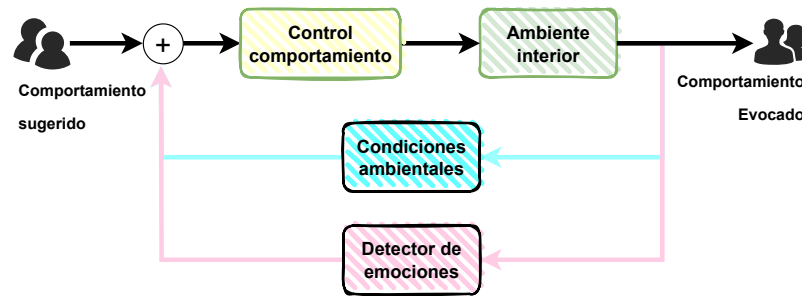 Comportamiento
sugerido
+
Control
comportamiento
Ambiente
interior
Comportamiento
Evocado
Condiciones
ambientales
Detector de
emociones